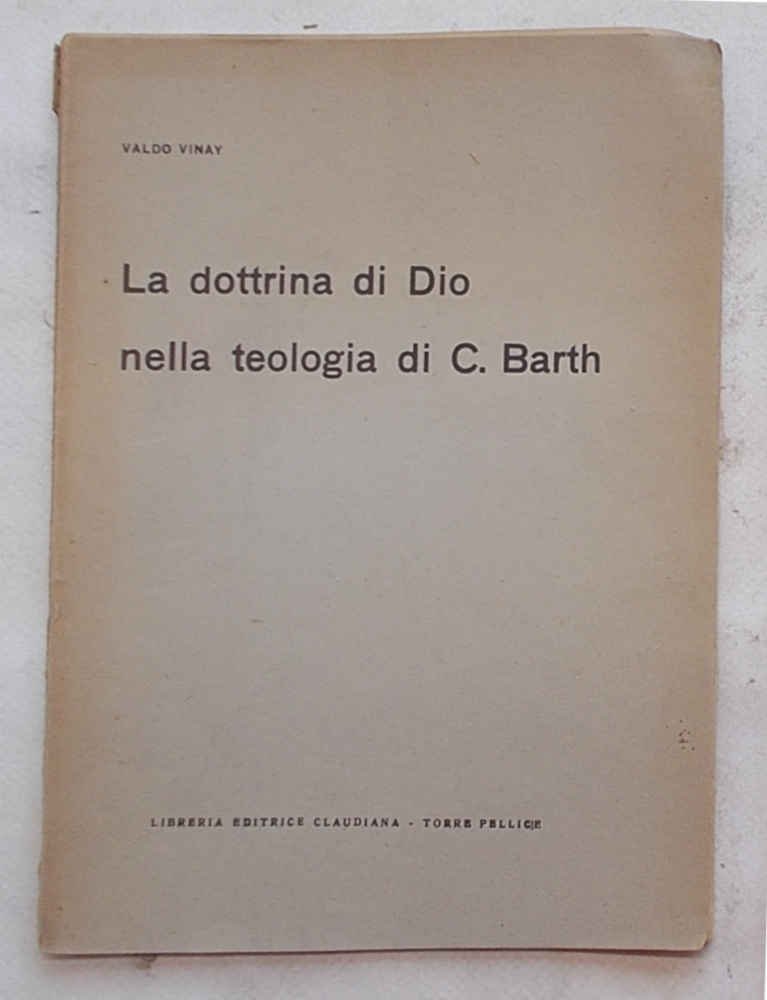 VALDO VINAY
La dottrina di Dio
nella teologia di C. Barth
LIBRERIA EDITRICE CLAUDIANA - TORRE PELLICE